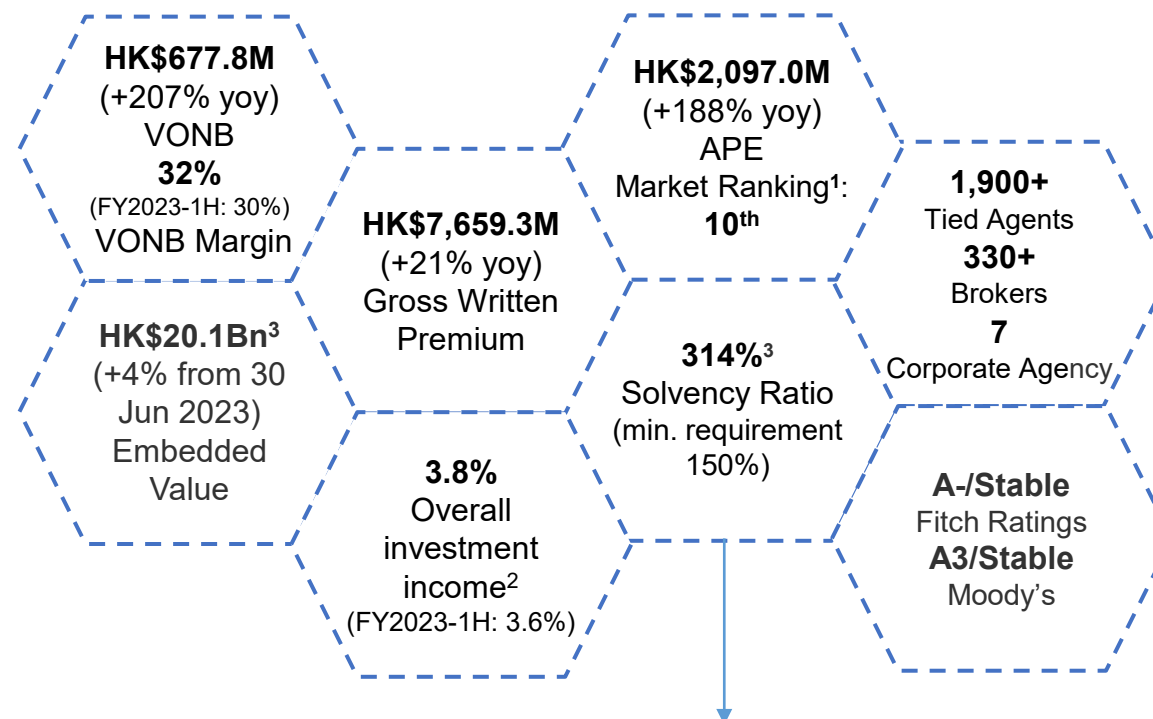 HK$677.8M
(+207% yoy)
VONB
32%
(FY2023-1H: 30%)
VONB Margin
HK$20.1Bn³
(+4% from 30
Jun 2023)
Embedded
Value
HK$7,659.3M
(+21% yoy)
Gross Written
Premium
3.8%
Overall
investment
income²
(FY2023-1H: 3.6%)
HK$2,097.0M
(+188% yoy)
APE
Market Ranking¹:
10ᵗʰ
314%³
Solvency Ratio
(min. requirement
150%)
1,900+
Tied Agents
330+
Brokers
7
Corporate Agency
A-/Stable
Fitch Ratings
A3/Stable
Moody’s